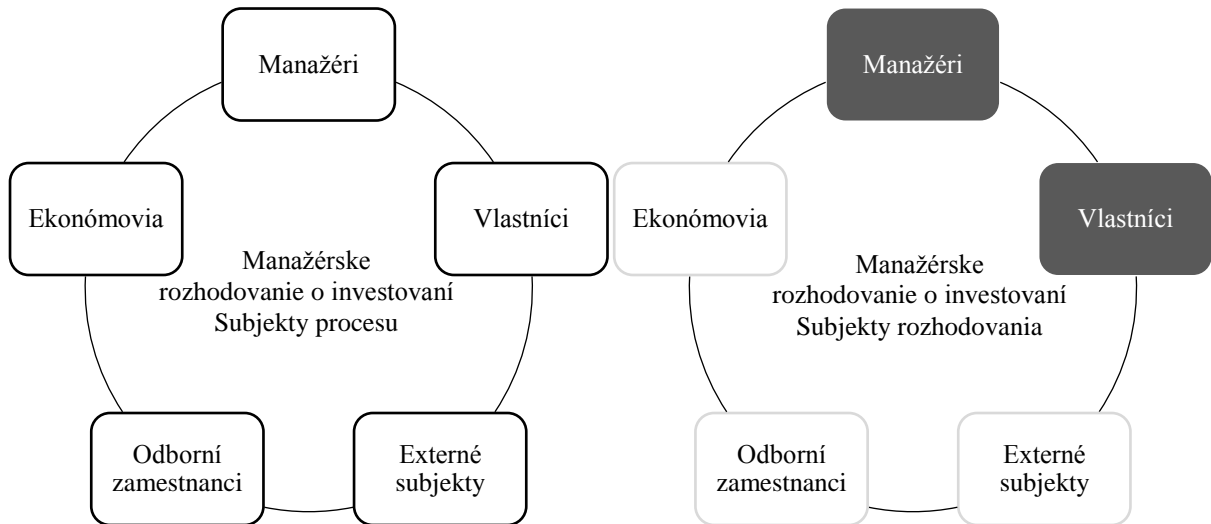 Manažéri
Ekonómovia
Vlastníci
Manažérske
rozhodovanie o investovaní
Subjekty procesu
Odborní
zamestnanci
Externé
subjekty
Manažéri
Ekonómovia
Vlastníci
Manažérske
rozhodovanie o investovaní
Subjekty rozhodovania
Odborní
zamestnanci
Externé
subjekty